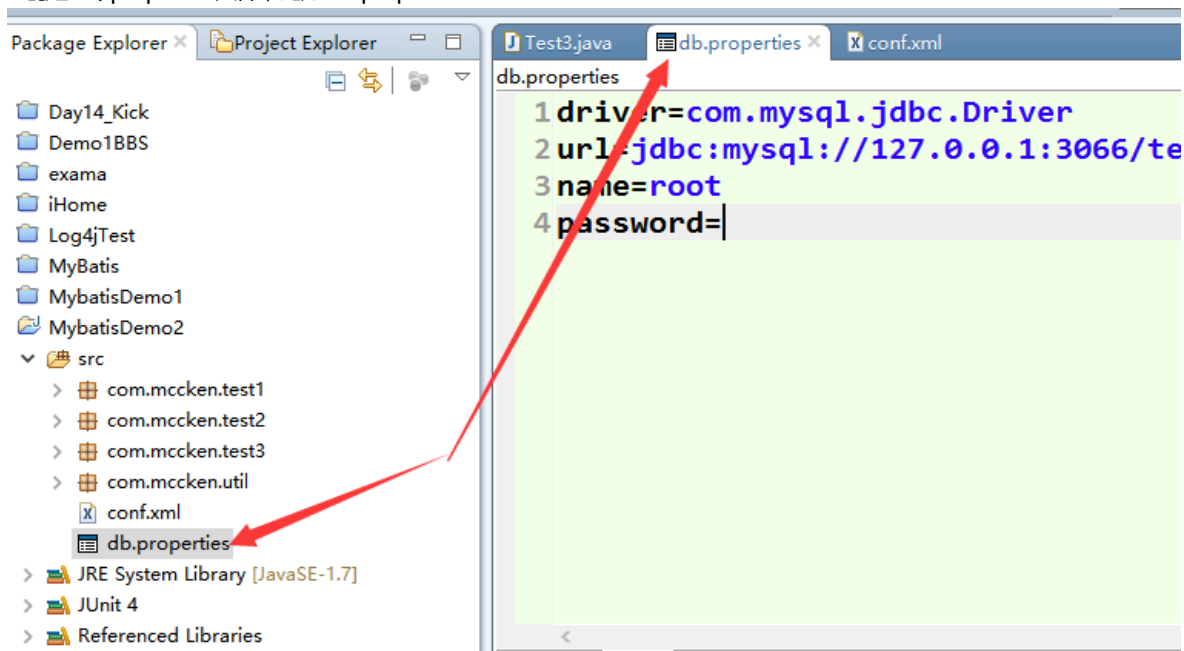 Package Explorer
Project Explorer
Test3.java
db.properties
conf.xml
db.properties
Day14_Kick
Demo1BBS
exama
iHome
Log4jTest
MyBatis
MybatisDemo1
MybatisDemo2
src
com.mccken.test1
com.mccken.test2
com.mccken.test3
com.mccken.util
conf.xml
db.properties
JRE System Library [JavaSE-1.7]
JUnit 4
Referenced Libraries
1 driver=com.mysql.jdbc.Driver
2 url=jdbc:mysql://127.0.0.1:3066/te
3 name=root
4 password=